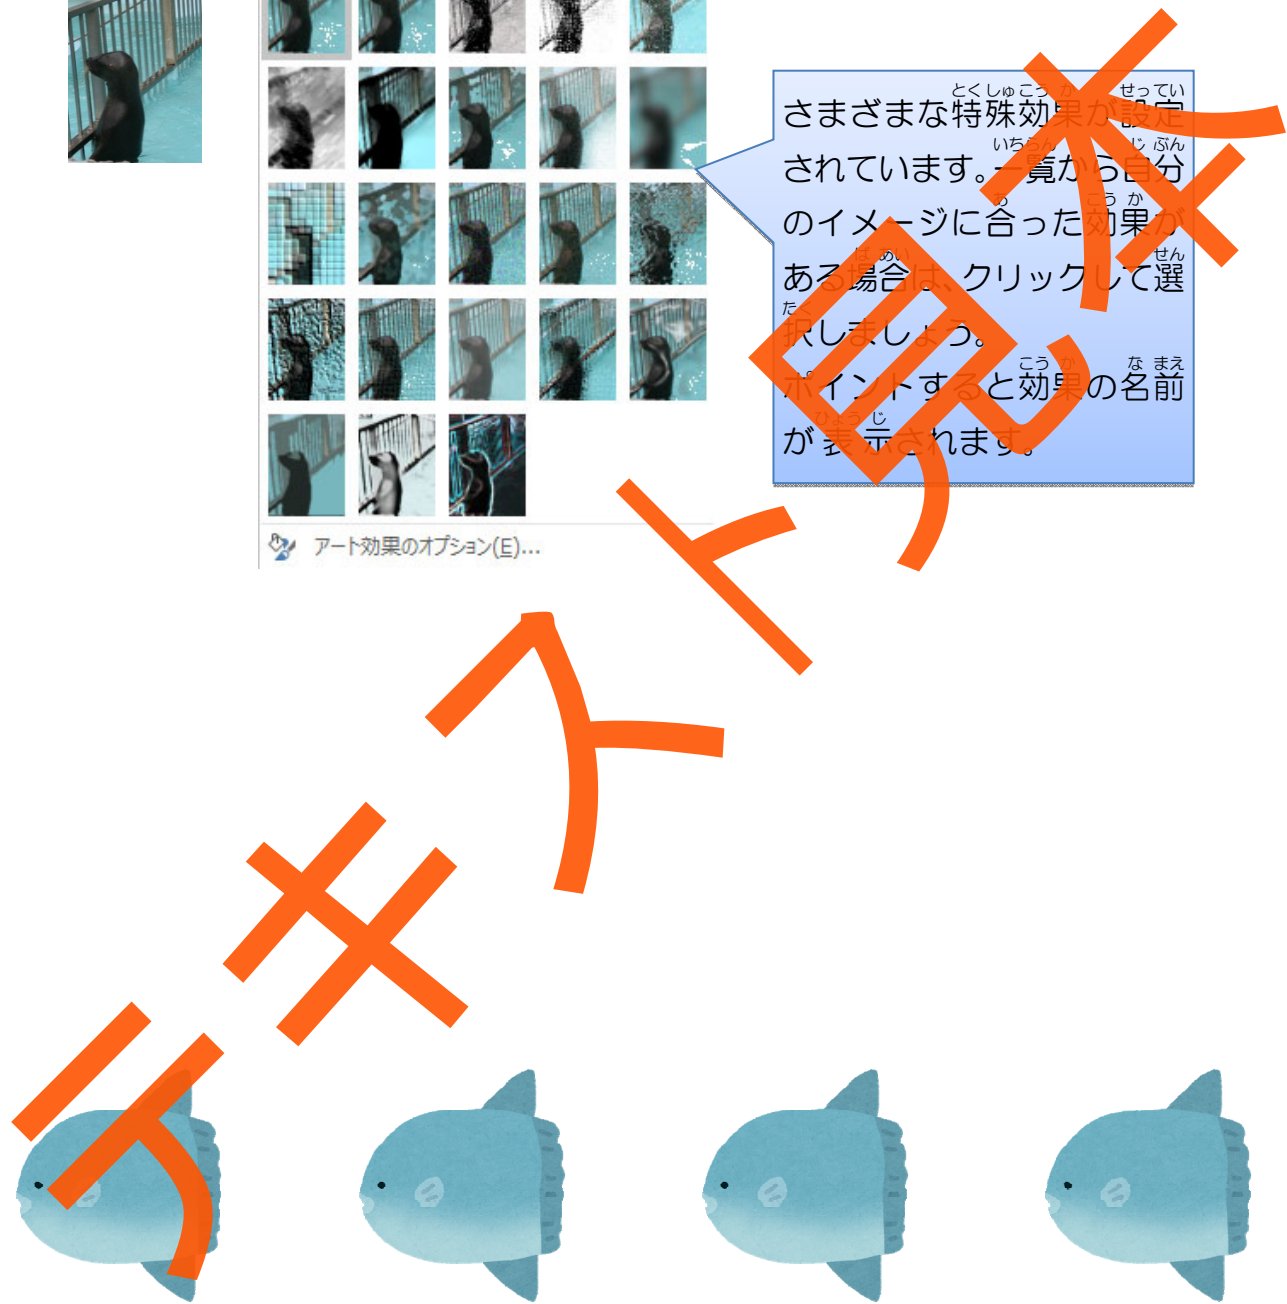 さまざまな特殊効果が設定
されています。一覧から自分
のイメージに合った効果が
ある場合は、クリックして選
択しましょう。
ポイントすると効果の名前
が表示されます。
アート効果のオプション(E)...
テキスト見本